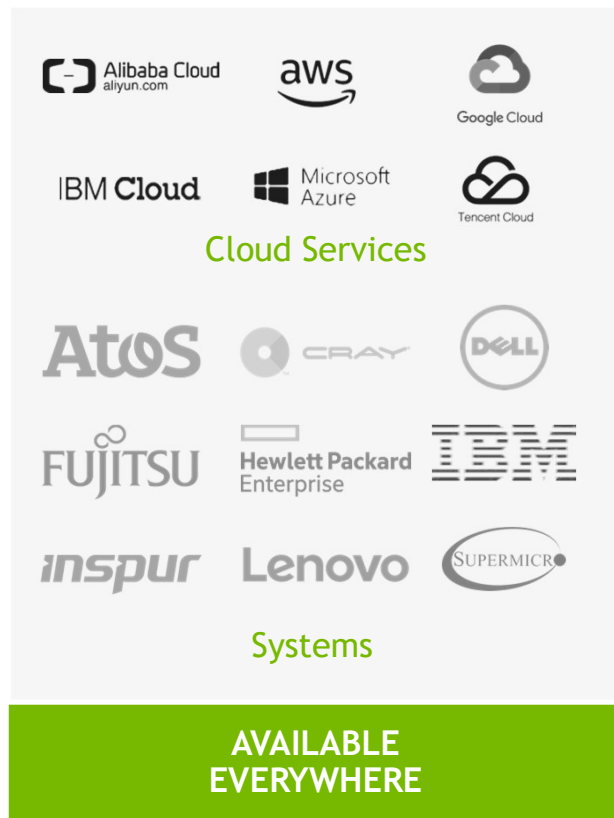 Alibaba Cloud
aliyun.com
aws
Google Cloud
IBM Cloud
Microsoft
Azure
Tencent Cloud
Cloud Services
Atos
CRAY
DELL
FUJITSU
Hewlett Packard
Enterprise
IBM
inspur
Lenovo
SUPERMICRO
Systems
AVAILABLE
EVERYWHERE